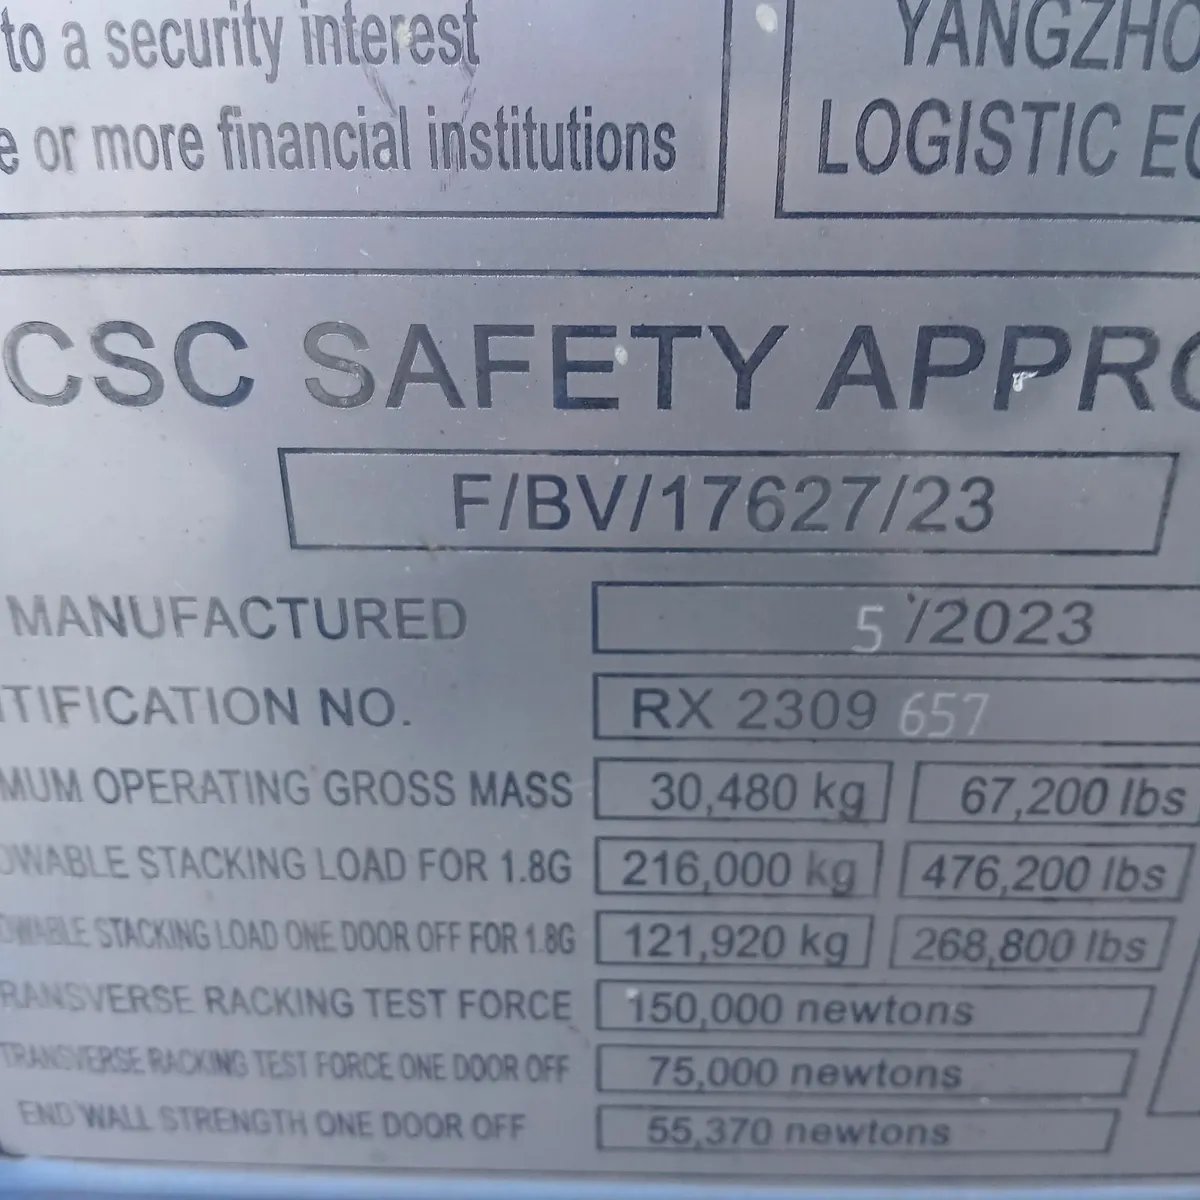 to a security interest
e or more financial institutions
YANGZHO
LOGISTIC EQ
CSC SAFETY APPRO
F/BV/17627/23
MANUFACTURED 5 /2023
TIFICATION NO. RX 2309 657
MUM OPERATING GROSS MASS 30,480 kg 67,200 lbs
OWABLE STACKING LOAD FOR 1.8G 216,000 kg 476,200 lbs
OWABLE STACKING LOAD ONE DOOR OFF FOR 1.8G 121,920 kg 268,800 lbs
RANSVERSE RACKING TEST FORCE 150,000 newtons
TRANSVERSE RACKING TEST FORCE ONE DOOR OFF 75,000 newtons
END WALL STRENGTH ONE DOOR OFF 55,370 newtons